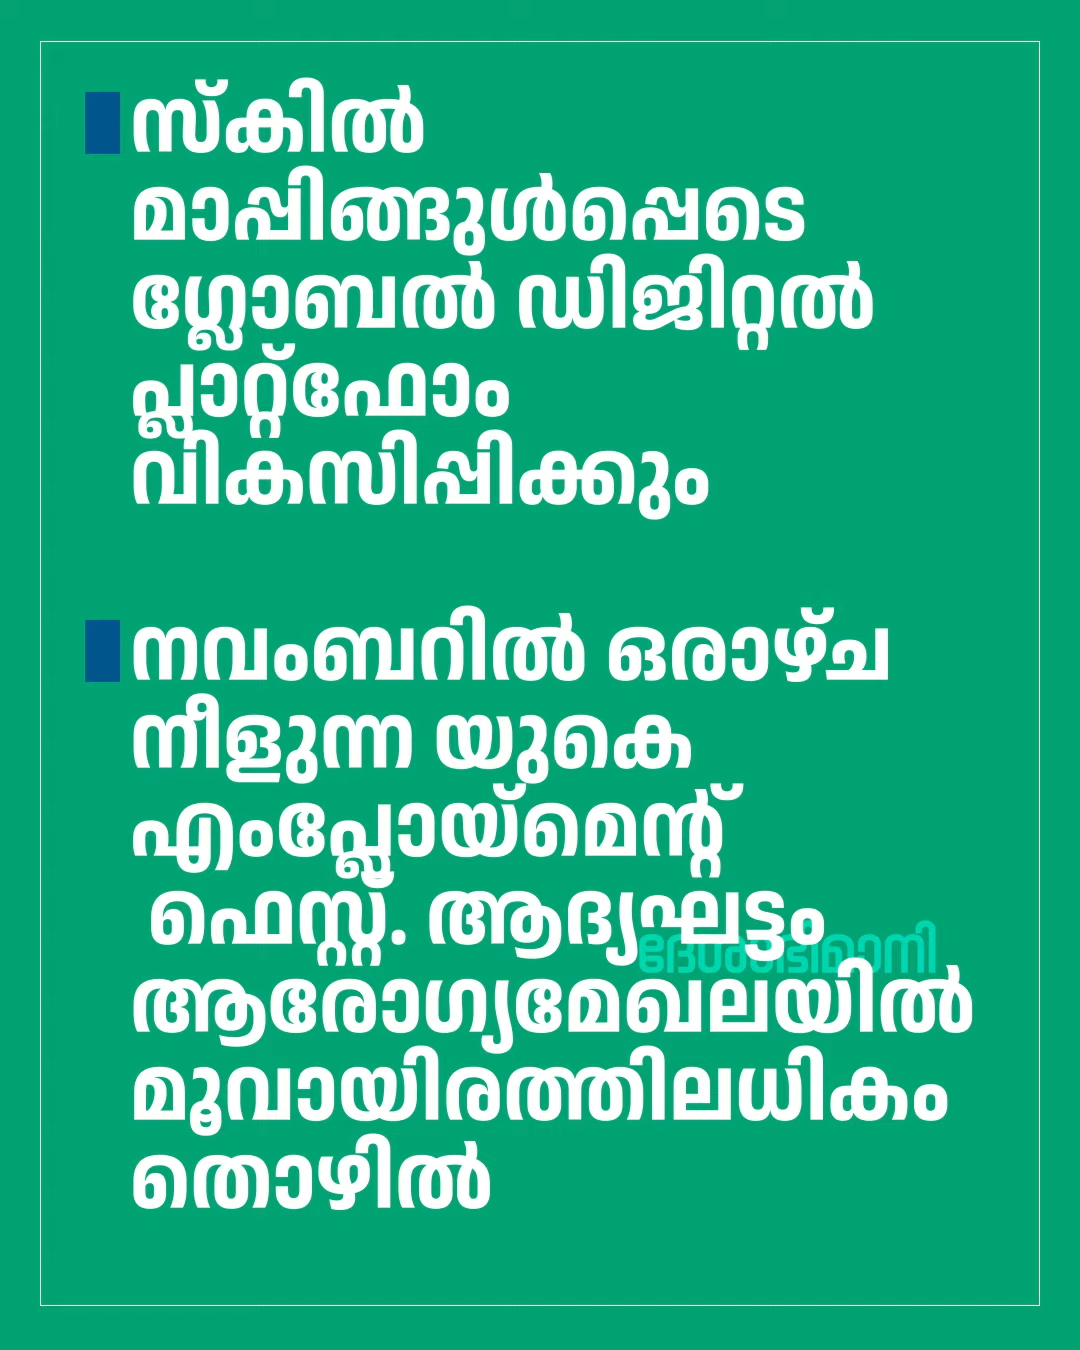 സ്കിൽ
മാപ്പിങ്ങുൾപ്പെടെ
ഗ്ലോബൽ ഡിജിറ്റൽ
പ്ലാറ്റ്ഫോം
വികസിപ്പിക്കും
നവംബറിൽ ഒരാഴ്ച
നീളുന്ന യുകെ
എംപ്ലോയ്മെന്റ്
ഫെസ്റ്റ്. ആദ്യഘട്ടം
ദേശാഭിമാനി
ആരോഗ്യമേഖലയിൽ
മൂവായിരത്തിലധികം
തൊഴിൽ